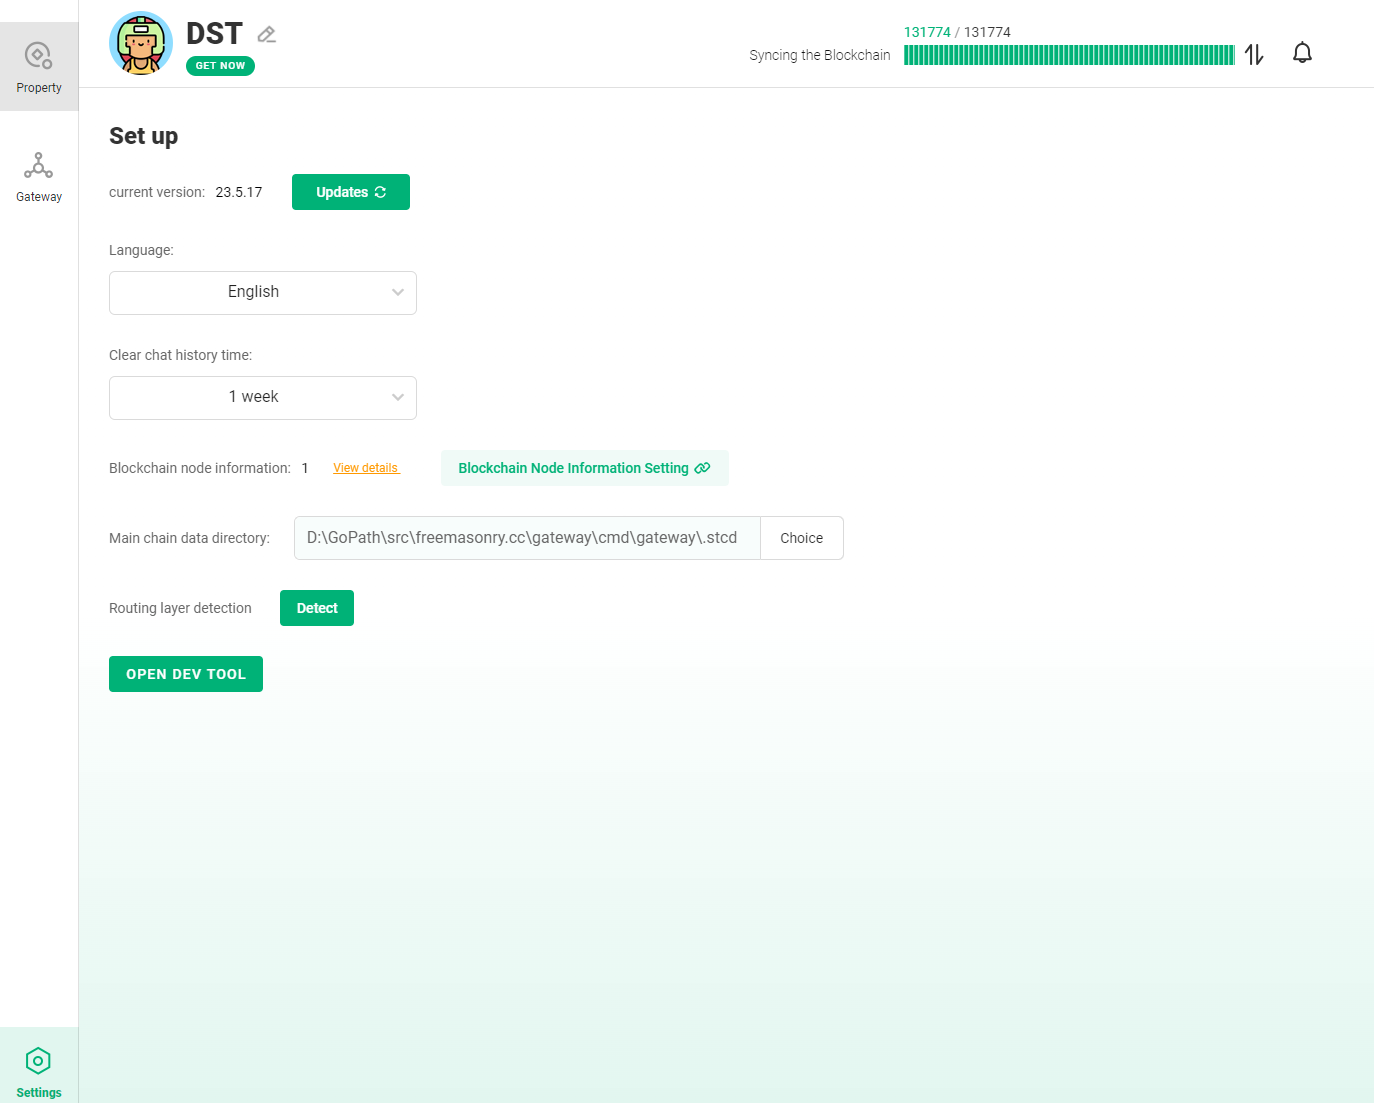 Property
Gateway
Settings
DST
GET NOW
Syncing the Blockchain
131774 / 131774
Set up
current version: 23.5.17 Updates
Language:
English
Clear chat history time:
1 week
Blockchain node information: 1 View details Blockchain Node Information Setting
Main chain data directory: D:\GoPath\src\freemasonry.cc\gateway\cmd\gateway\.stcd Choice
Routing layer detection Detect
OPEN DEV TOOL